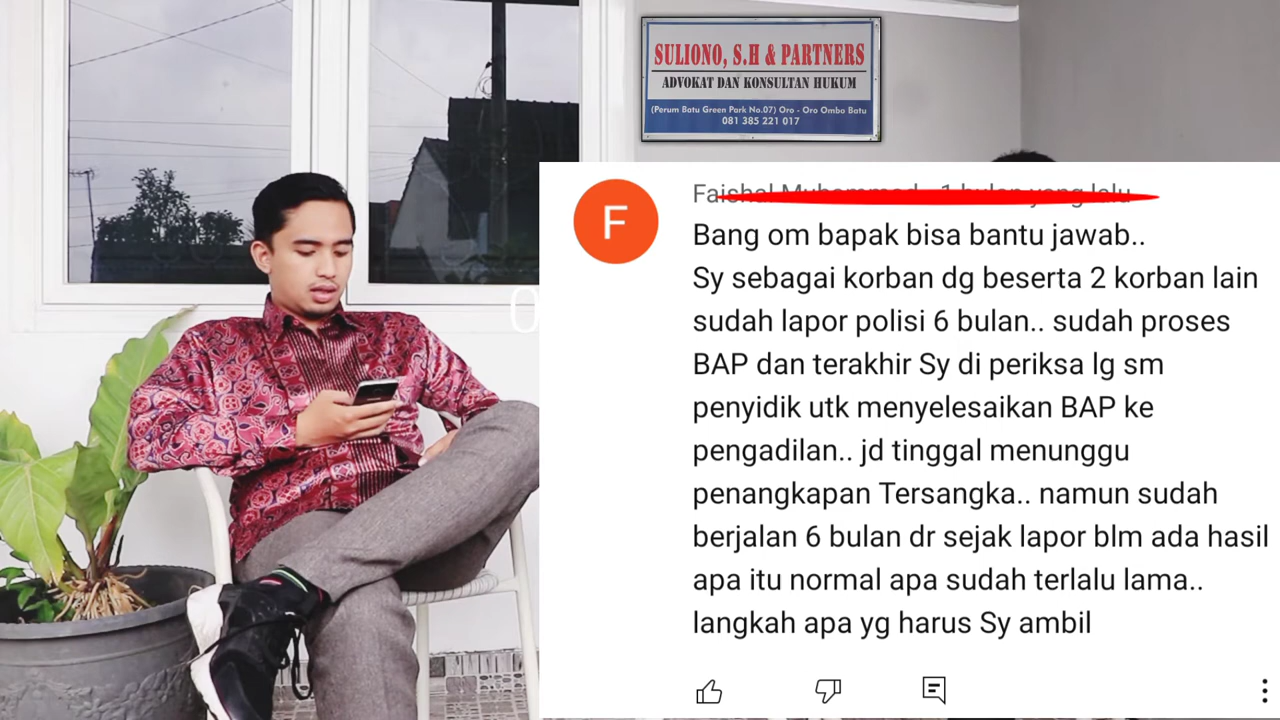 SULIONO, S.H & PARTNERS
ADVOKAT DAN KONSULTAN HUKUM
(Perum Batu Green Park No.07) Oro - Oro Ombo Batu
081 385 221 017
F
Bang om bapak bisa bantu jawab..
Sy sebagai korban dg beserta 2 korban lain
sudah lapor polisi 6 bulan.. sudah proses
BAP dan terakhir Sy di periksa lg sm
penyidik utk menyelesaikan BAP ke
pengadilan.. jd tinggal menunggu
penangkapan Tersangka.. namun sudah
berjalan 6 bulan dr sejak lapor blm ada hasil
apa itu normal apa sudah terlalu lama..
langkah apa yg harus Sy ambil